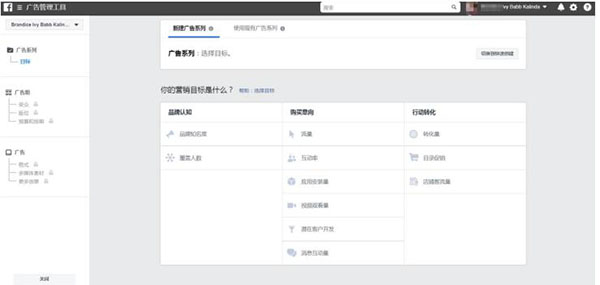 f 广告管理工具
搜索
Ivy Babb Kalinda
Brandice Ivy Babb Kalin...
广告系列
目标
广告组
受众
版位
预算和排期
广告
格式
多媒体素材
更多创意
关闭
新建广告系列
使用现有广告系列
广告系列：选择目标。
切换至快速创建
你的营销目标是什么？ 帮助：选择目标
品牌认知
品牌知名度
覆盖人数
购买意向
流量
互动率
应用安装量
视频观看量
潜在客户开发
消息互动量
行动转化
转化量
目录促销
店铺客流量